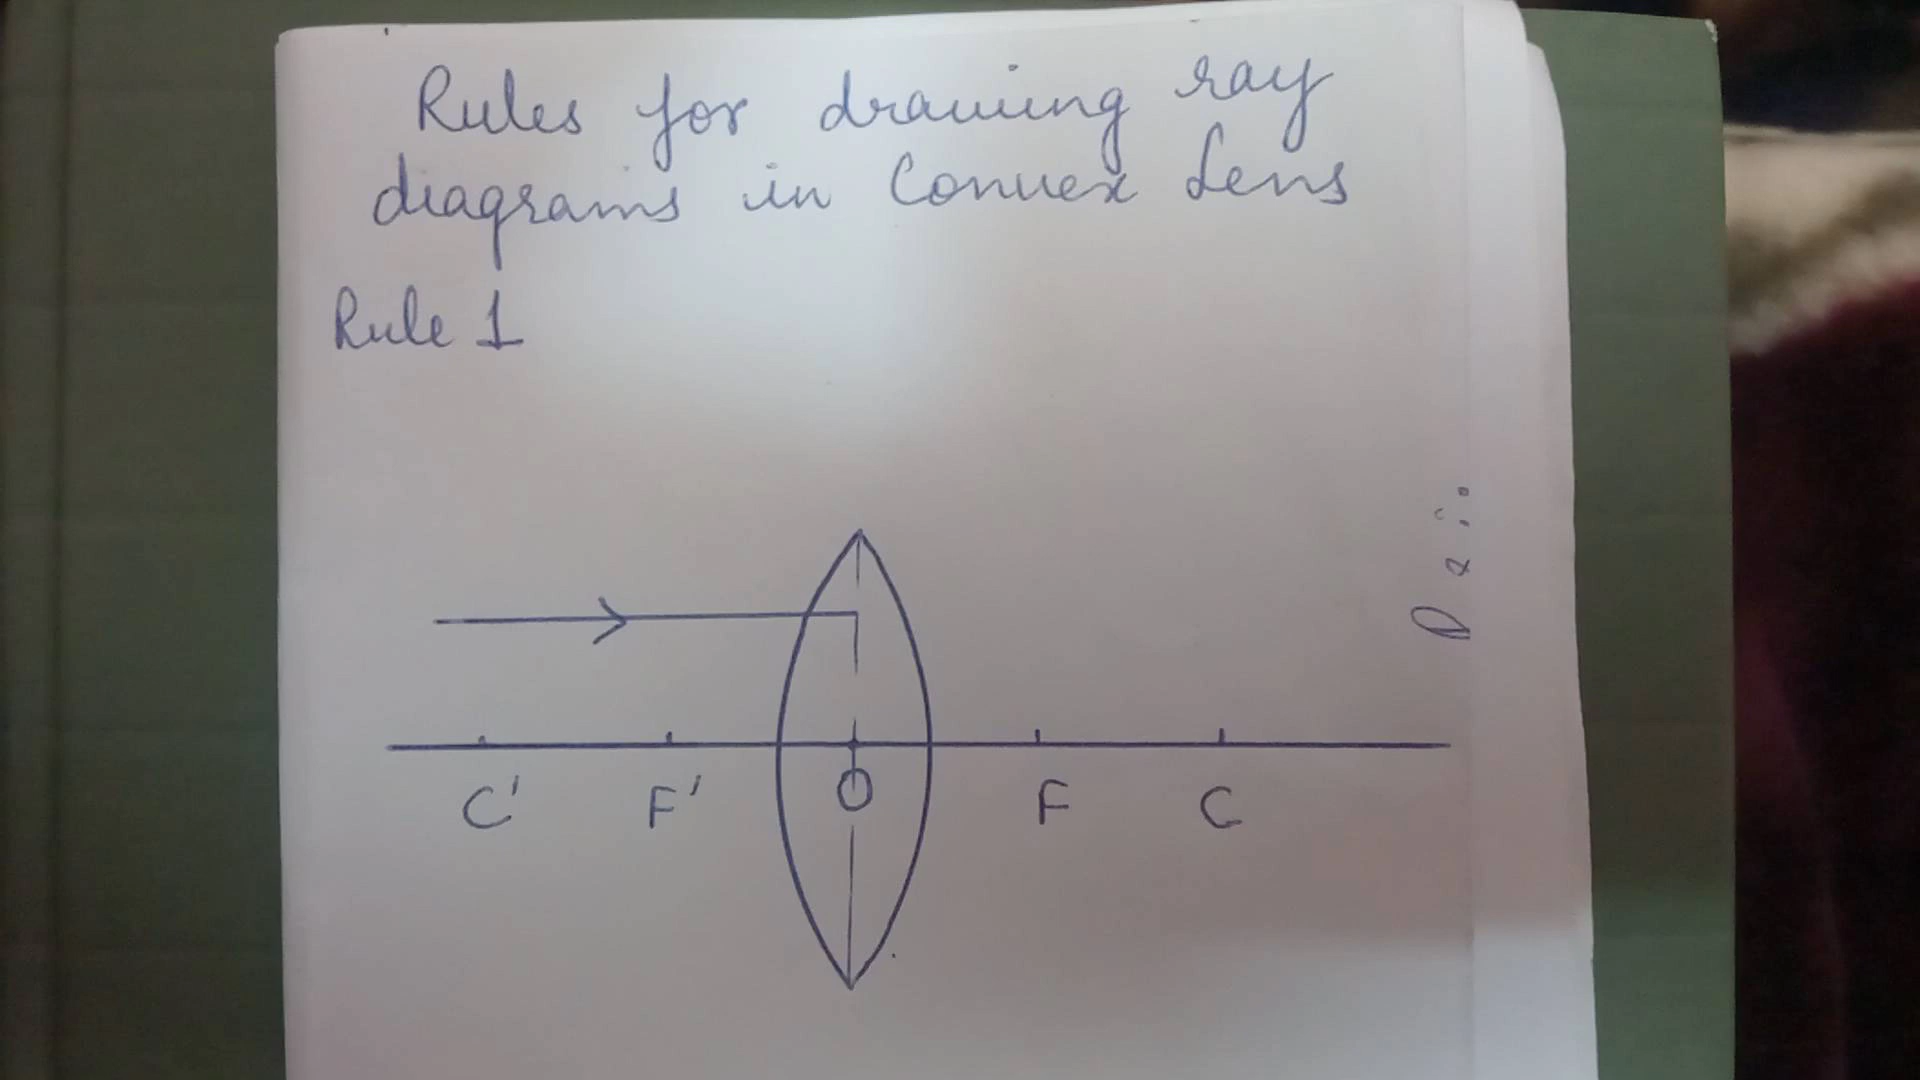 Rules for drawing ray
diagrams in Convex Lens
Rule 1
C' F' O F C